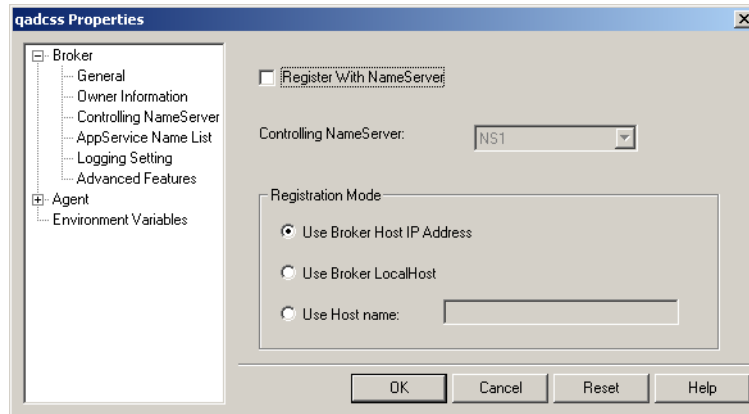 qadcss Properties
Broker
General
Owner Information
Controlling NameServer
AppService Name List
Logging Setting
Advanced Features
Agent
Environment Variables
Register With NameServer
Controlling NameServer: NS1
Registration Mode
Use Broker Host IP Address
Use Broker LocalHost
Use Host name:
OK Cancel Reset Help